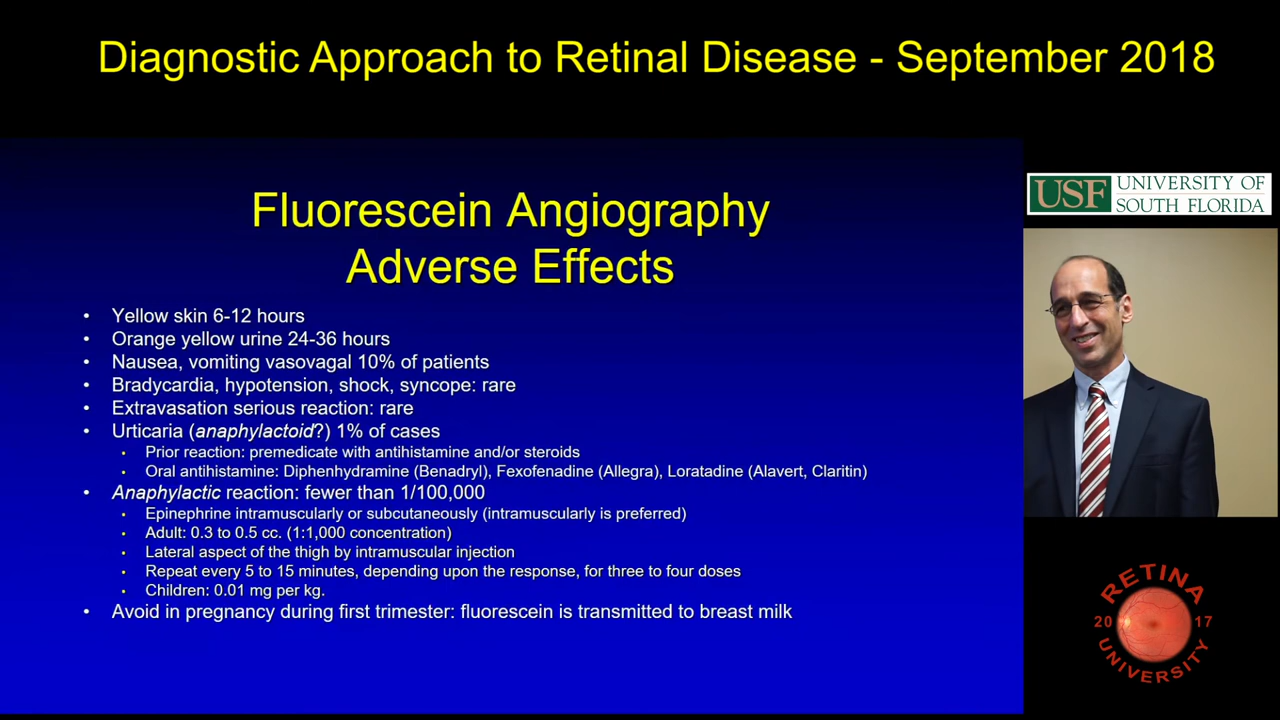 Diagnostic Approach to Retinal Disease - September 2018
Fluorescein Angiography
Adverse Effects
• Yellow skin 6-12 hours
• Orange yellow urine 24-36 hours
• Nausea, vomiting vasovagal 10% of patients
• Bradycardia, hypotension, shock, syncope: rare
• Extravasation serious reaction: rare
• Urticaria (anaphylactoid?) 1% of cases
• Prior reaction: premedicate with antihistamine and/or steroids
• Oral antihistamine: Diphenhydramine (Benadryl), Fexofenadine (Allegra), Loratadine (Alavert, Claritin)
• Anaphylactic reaction: fewer than 1/100,000
• Epinephrine intramuscularly or subcutaneously (intramuscularly is preferred)
• Adult: 0.3 to 0.5 cc. (1:1,000 concentration)
• Lateral aspect of the thigh by intramuscular injection
• Repeat every 5 to 15 minutes, depending upon the response, for three to four doses
• Children: 0.01 mg per kg.
• Avoid in pregnancy during first trimester: fluorescein is transmitted to breast milk
USF UNIVERSITY OF
SOUTH FLORIDA
RETINA
20 17
UNIVERSITY